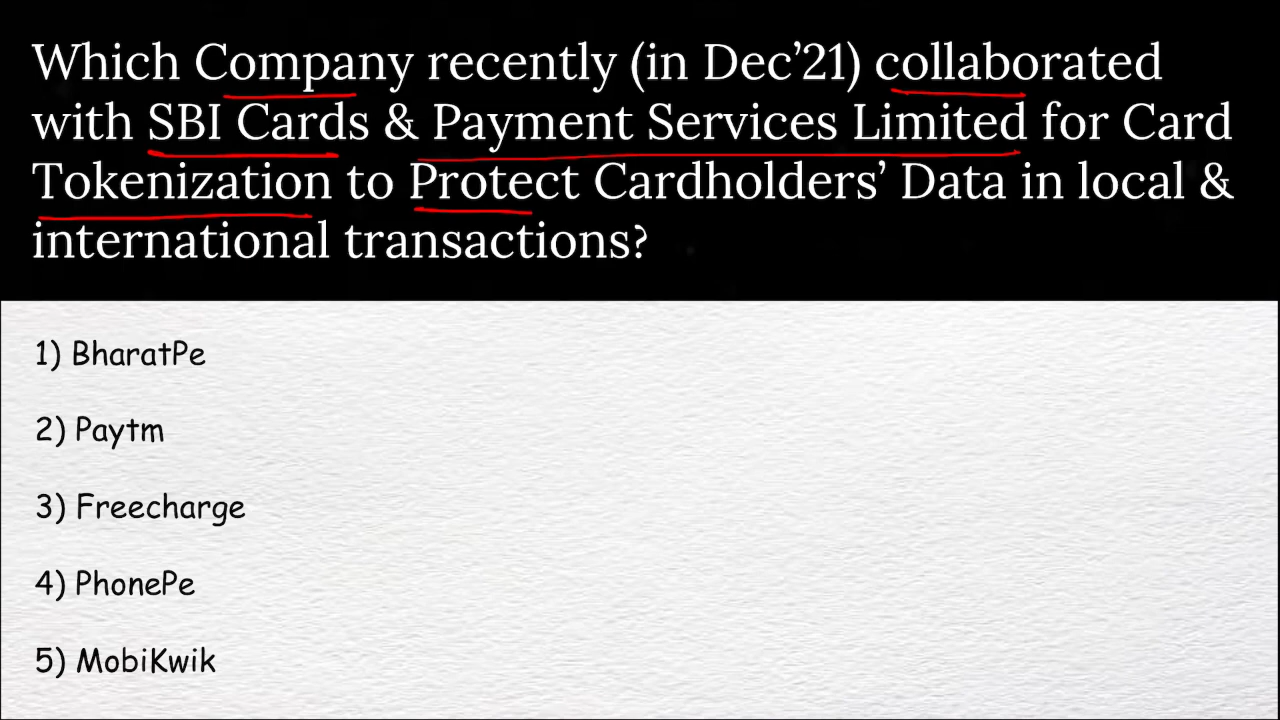 Which Company recently (in Dec’21) collaborated
with SBI Cards & Payment Services Limited for Card
Tokenization to Protect Cardholders’ Data in local &
international transactions?
1) BharatPe
2) Paytm
3) Freecharge
4) PhonePe
5) MobiKwik